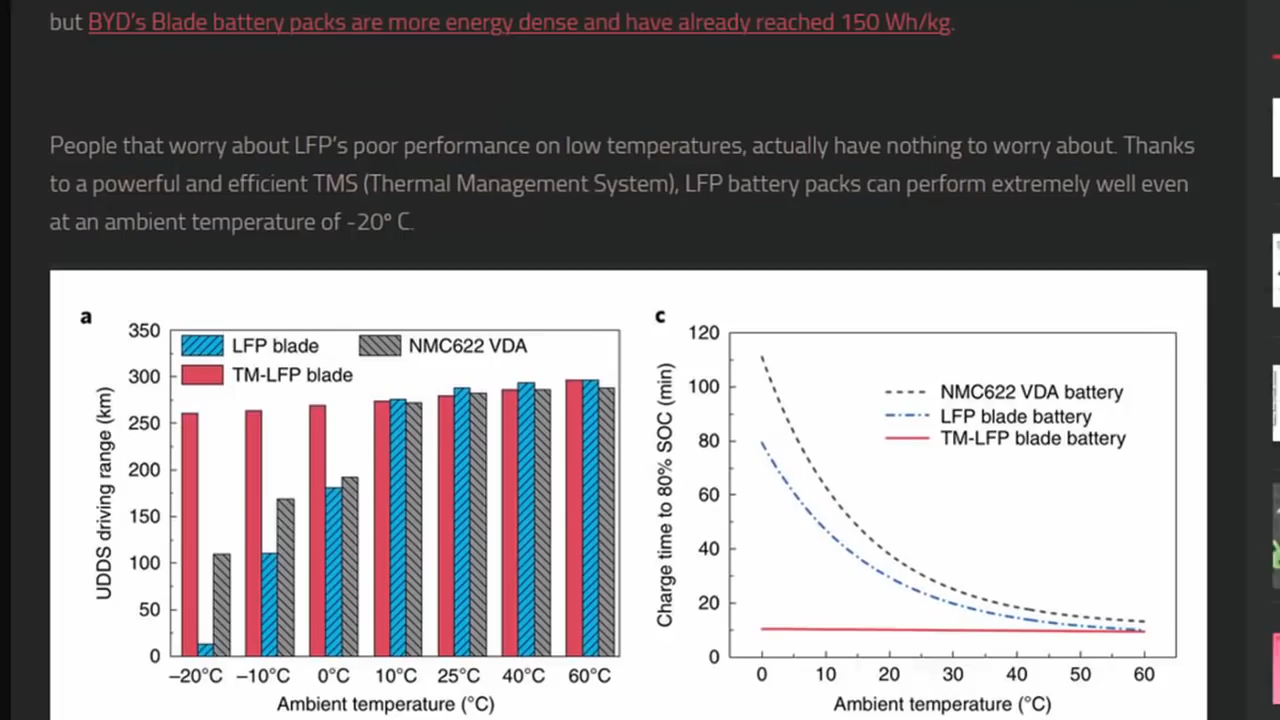 but BYD's Blade battery packs are more energy dense and have already reached 150 Wh/kg.
People that worry about LFP's poor performance on low temperatures, actually have nothing to worry about. Thanks
to a powerful and efficient TMS (Thermal Management System), LFP battery packs can perform extremely well even
at an ambient temperature of -20º C.
a
350
300
250
200
150
100
50
0
UDDS driving range (km)
LFP blade
NMC622 VDA
TM-LFP blade
–20°C –10°C 0°C 10°C 25°C 40°C 60°C
Ambient temperature (°C)
c
120
100
80
60
40
20
0
Charge time to 80% SOC (min)
NMC622 VDA battery
LFP blade battery
TM-LFP blade battery
0 10 20 30 40 50 60
Ambient temperature (°C)